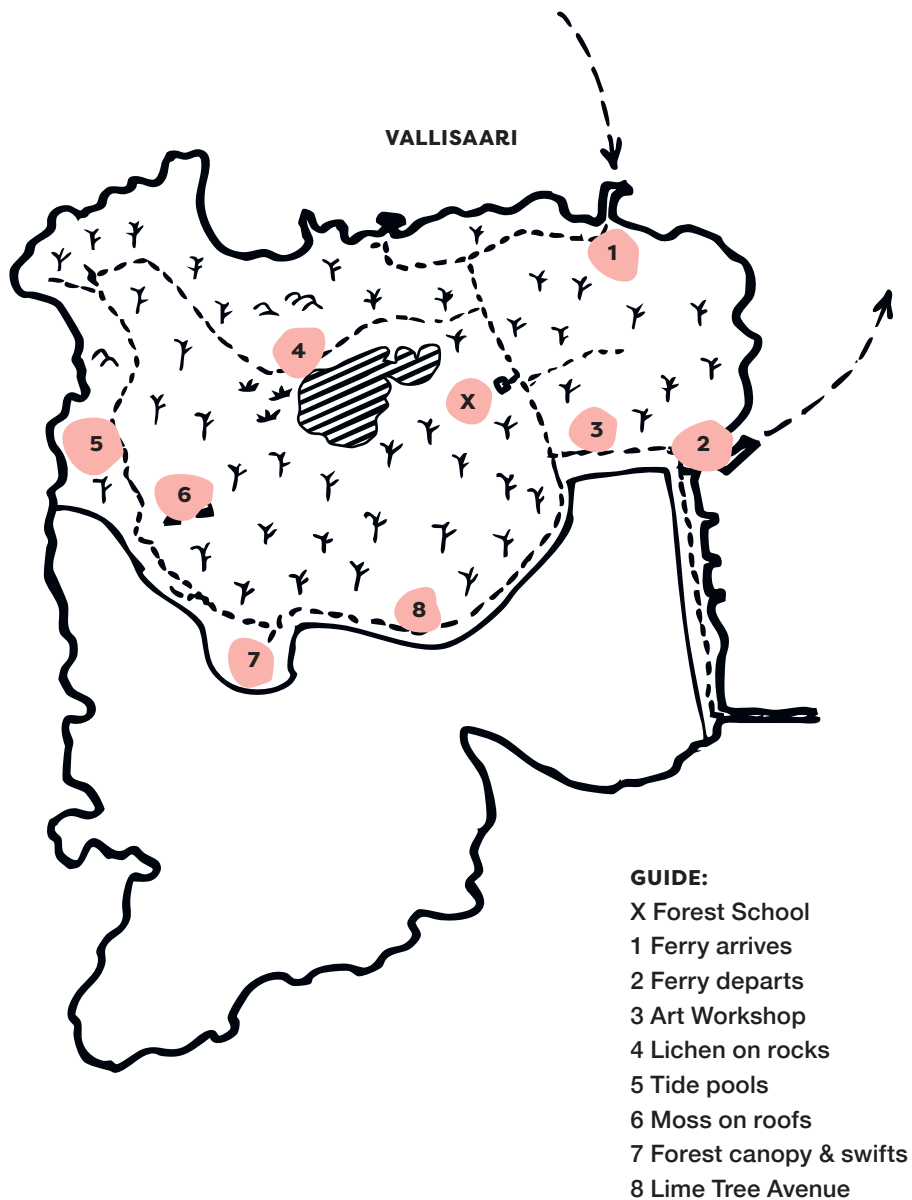 VALLISAARI
1
4
X
3
2
5
6
8
7
GUIDE:
X Forest School
1 Ferry arrives
2 Ferry departs
3 Art Workshop
4 Lichen on rocks
5 Tide pools
6 Moss on roofs
7 Forest canopy & swifts
8 Lime Tree Avenue